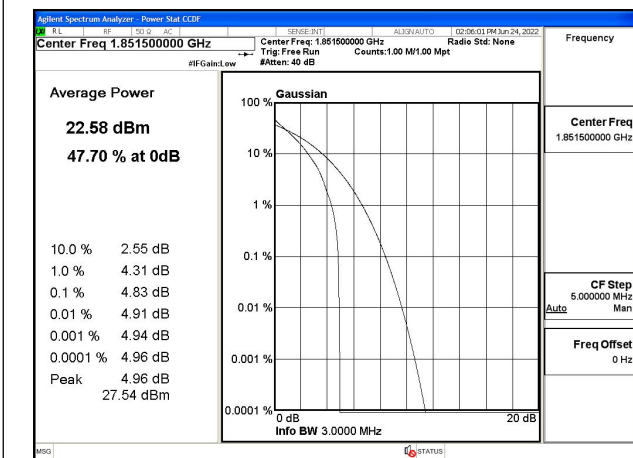 Agilent Spectrum Analyzer - Power Stat CCDF
RL RF 50 Ω AC SENSE:INT ALIGN AUTO 02:06:01 PM Jun 24, 2022
Center Freq 1.851500000 GHz
Center Freq: 1.851500000 GHz Radio Std: None
Trig: Free Run Counts:1.00 M/1.00 Mpt
#IFGain:Low #Atten: 40 dB
Frequency
Average Power
22.58 dBm
47.70 % at 0dB
10.0 % 2.55 dB
1.0 % 4.31 dB
0.1 % 4.83 dB
0.01 % 4.91 dB
0.001 % 4.94 dB
0.0001 % 4.96 dB
Peak 4.96 dB
27.54 dBm
Gaussian
100 %
10 %
1 %
0.1 %
0.01 %
0.001 %
0.0001 %
0 dB 20 dB
Info BW 3.0000 MHz
Center Freq
1.851500000 GHz
CF Step
5.000000 MHz
Auto Man
Freq Offset
0 Hz
MSG STATUS